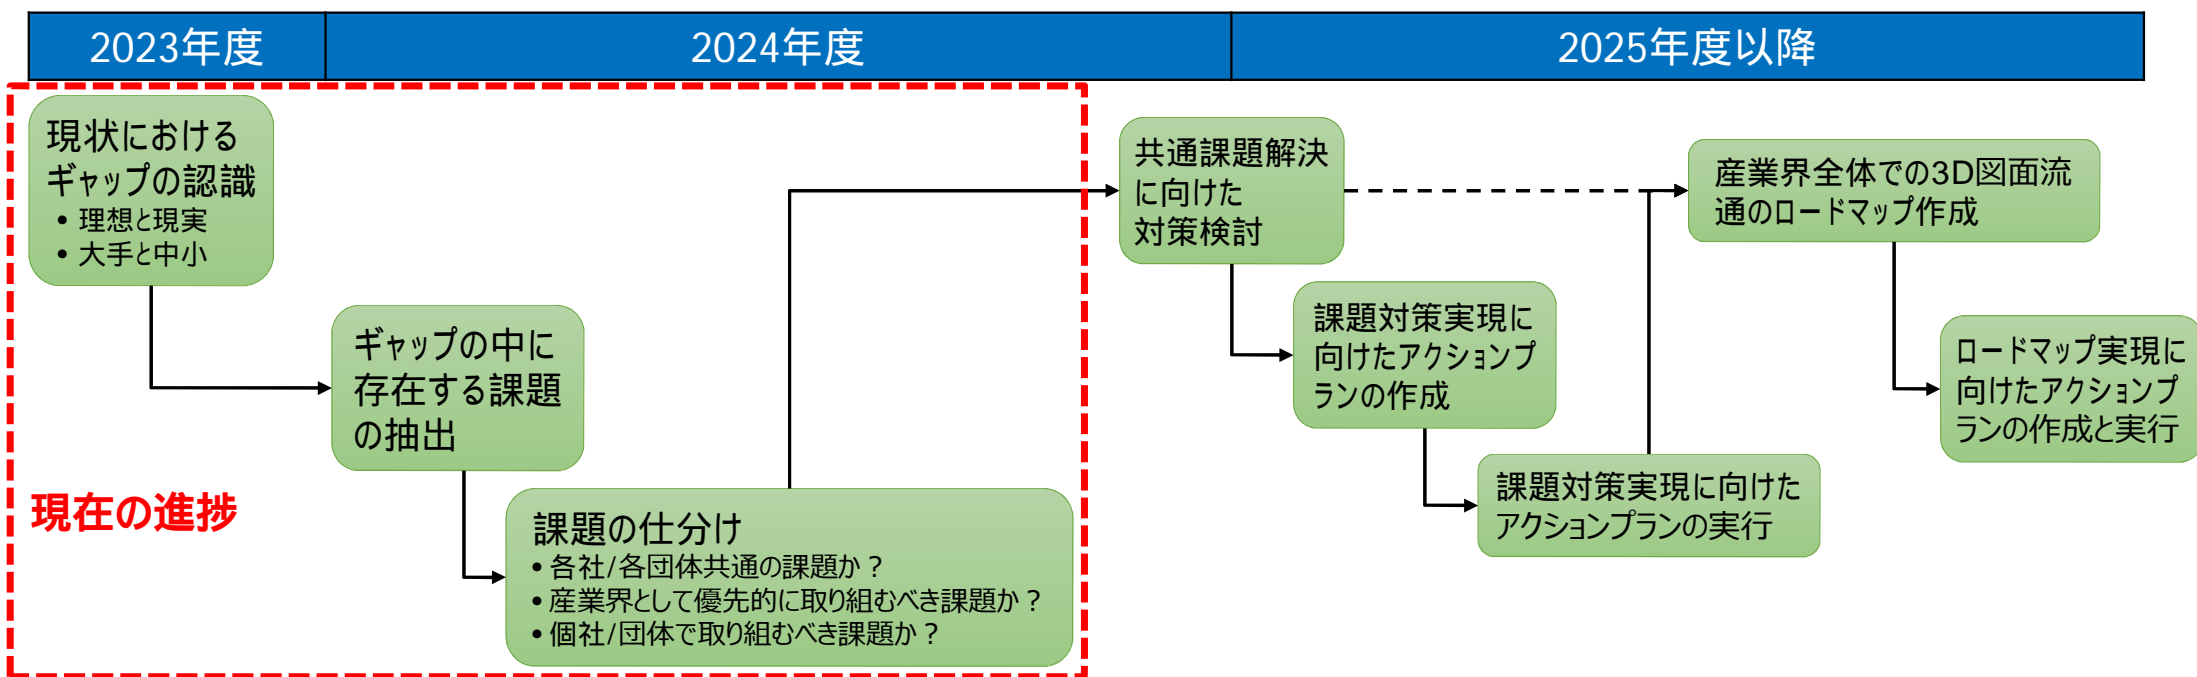 2023年度
2024年度
2025年度以降
現状における
ギャップの認識
• 理想と現実
• 大手と中小
ギャップの中に
存在する課題
の抽出
現在の進捗
課題の仕分け
• 各社/各団体共通の課題か？
• 産業界として優先的に取り組むべき課題か？
• 個社/団体で取り組むべき課題か？
共通課題解決
に向けた
対策検討
課題対策実現に
向けたアクションプ
ランの作成
課題対策実現に向けた
アクションプランの実行
産業界全体での3D図面流
通のロードマップ作成
ロードマップ実現に
向けたアクションプ
ランの作成と実行